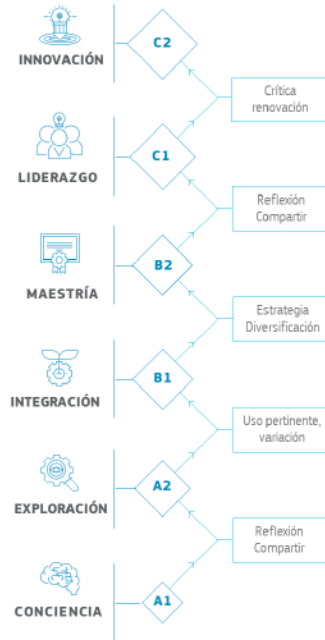 C2
INNOVACIÓN
Crítica
renovación
C1
LIDERAZGO
Reflexión
Compartir
B2
MAESTRÍA
Estrategia
Diversificación
B1
INTEGRACIÓN
Uso pertinente,
variación
A2
EXPLORACIÓN
Reflexión
Compartir
A1
CONCIENCIA